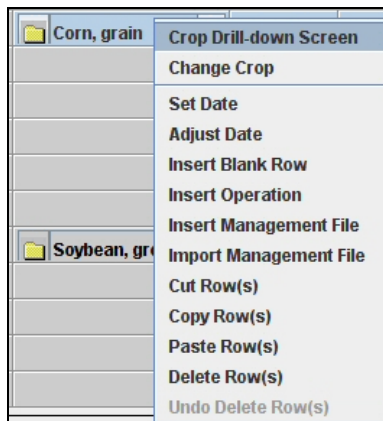 Corn, grain
Crop Drill-down Screen
Change Crop
Set Date
Adjust Date
Insert Blank Row
Insert Operation
Insert Management File
Soybean, gr
Import Management File
Cut Row(s)
Copy Row(s)
Paste Row(s)
Delete Row(s)
Undo Delete Row(s)